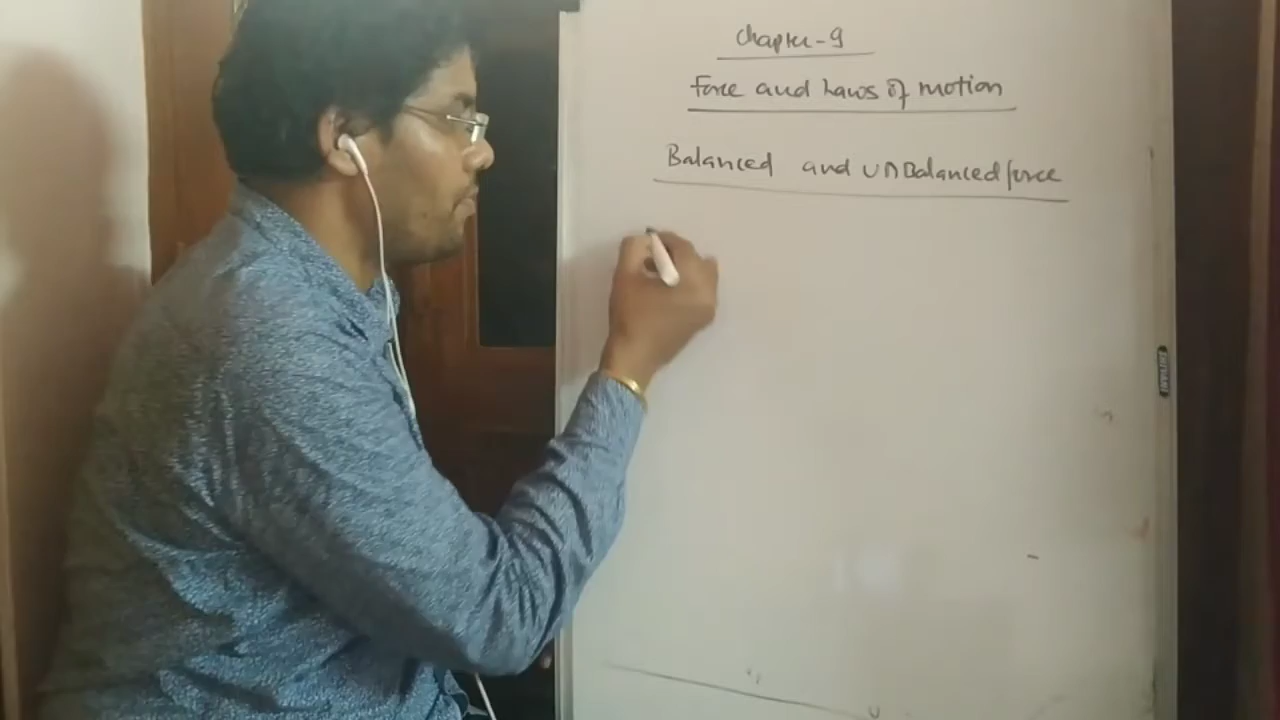 Chapter-9
Force and Laws of motion
Balanced and unBalanced force